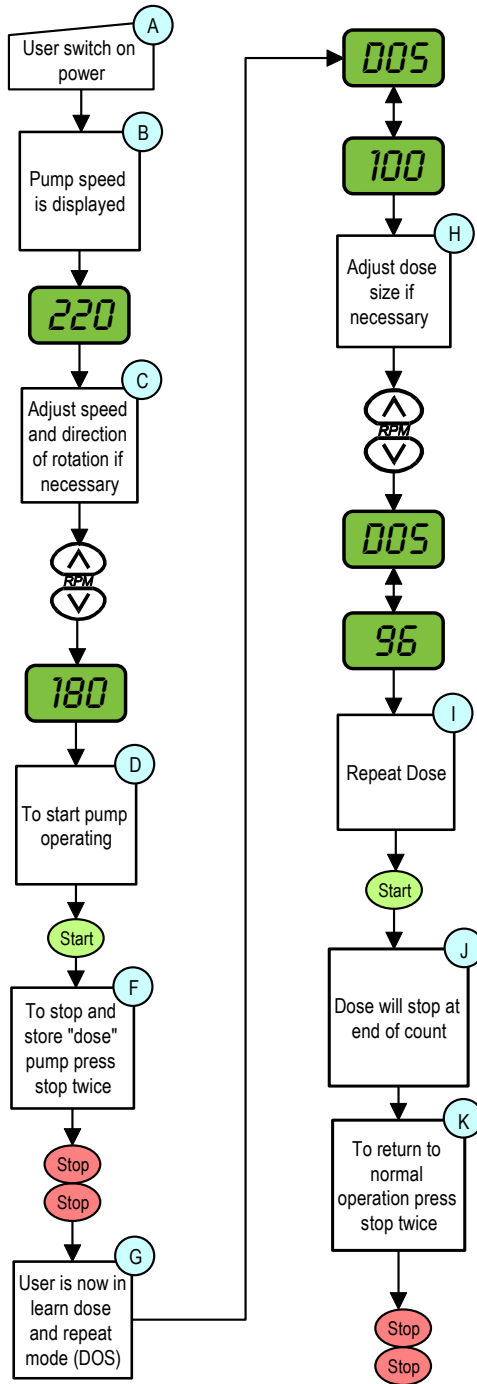 A
User switch on
power
B
Pump speed
is displayed
220
C
Adjust speed
and direction
of rotation if
necessary
RPM
180
D
To start pump
operating
Start
F
To stop and
store "dose"
pump press
stop twice
Stop
Stop
G
User is now in
learn dose
and repeat
mode (DOS)
DOS
100
H
Adjust dose
size if
necessary
RPM
DOS
96
I
Repeat Dose
Start
J
Dose will stop at
end of count
K
To return to
normal
operation press
stop twice
Stop
Stop